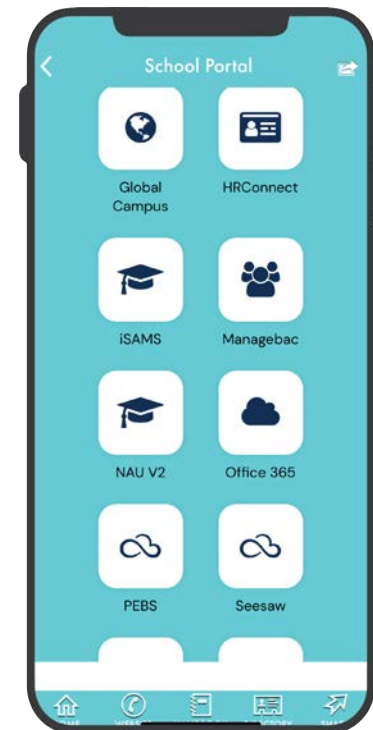 School Portal
Global
Campus
HRConnect
iSAMS
Managebac
NAU V2
Office 365
PEBS
Seesaw